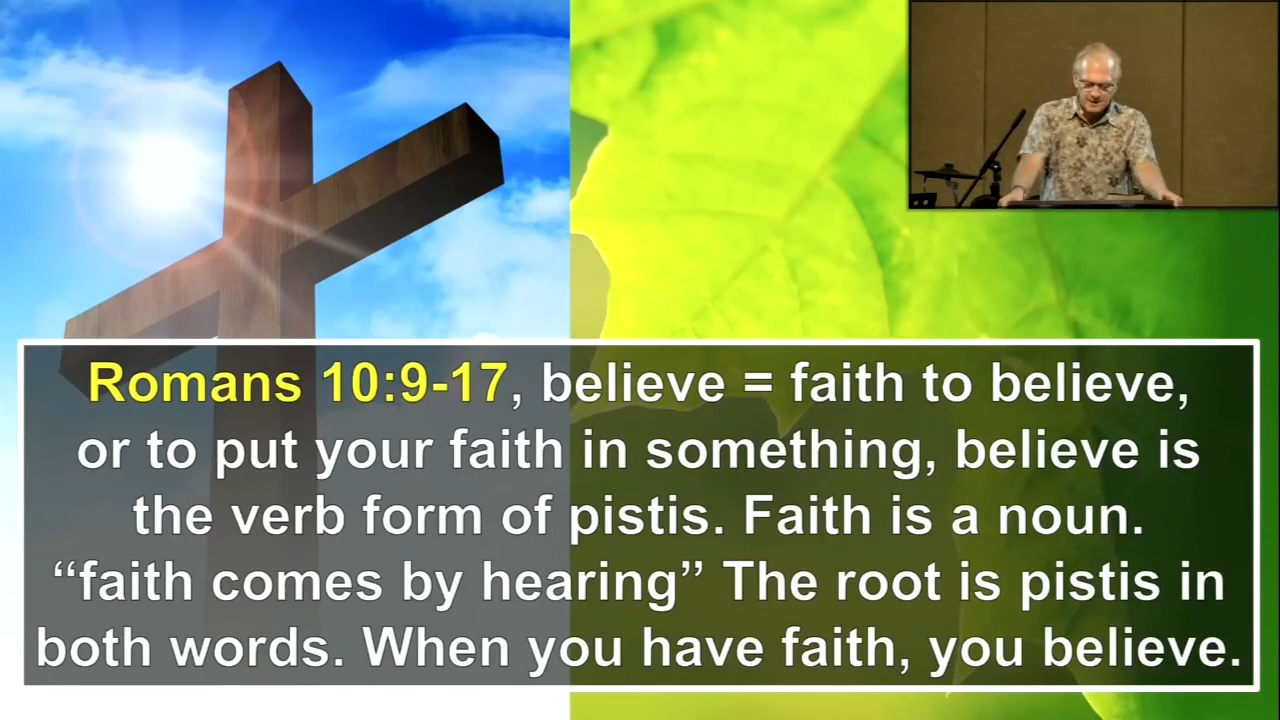 Romans 10:9-17, believe = faith to believe,
or to put your faith in something, believe is
the verb form of pistis. Faith is a noun.
“faith comes by hearing” The root is pistis in
both words. When you have faith, you believe.